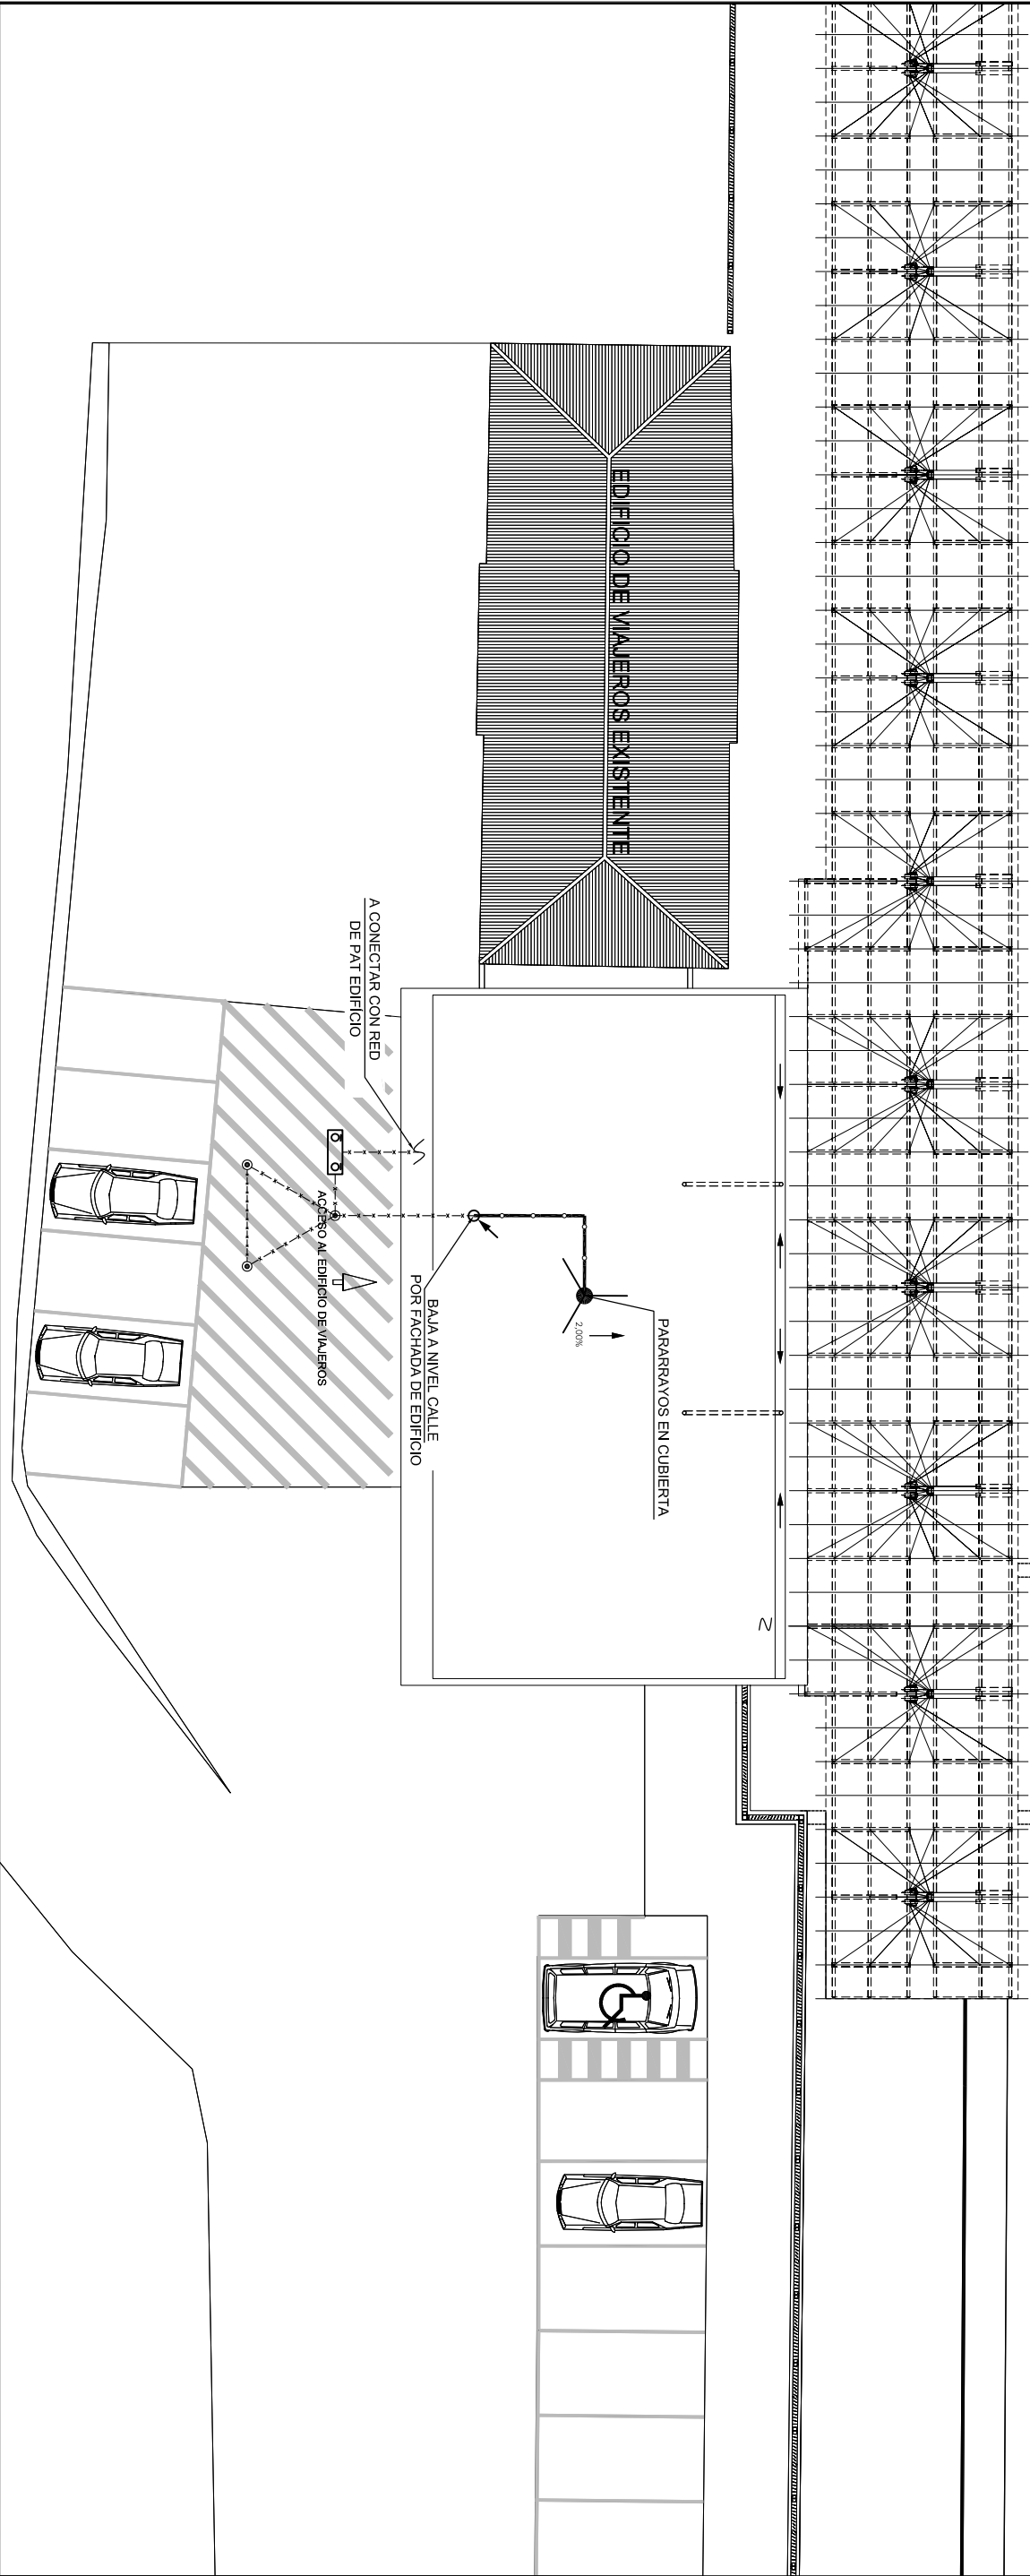 EDIFICIO DE VIAJEROS EXISTENTE
A CONECTAR CON RED
DE PAT EDIFÍCIO
ACCESO AL EDIFICIO DE VIAJEROS
BAJA A NIVEL CALLE
POR FACHADA DE EDIFICIO
2,00%
PARARRAYOS EN CUBIERTA
N